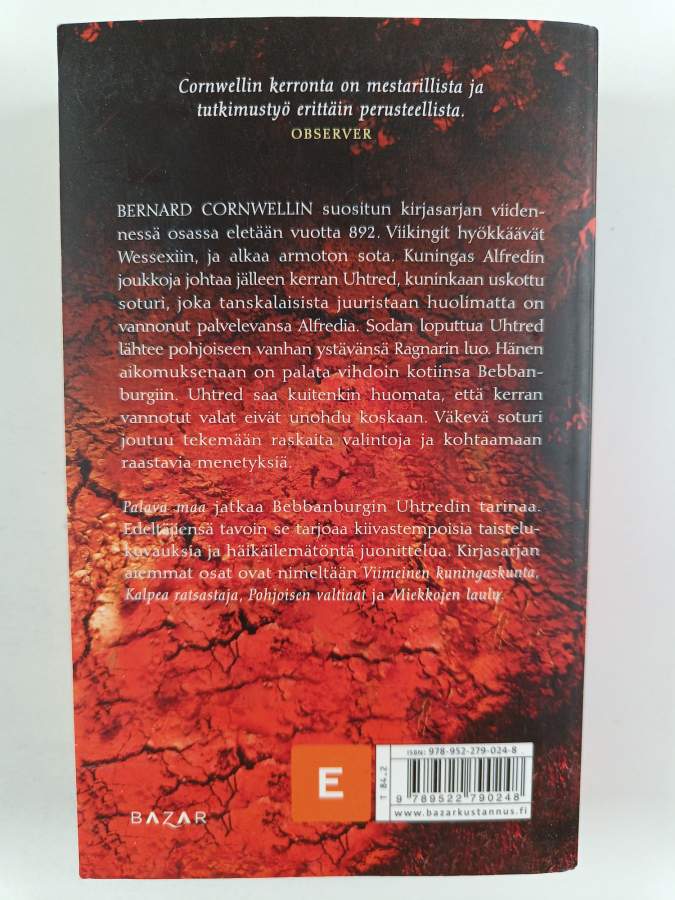 Cornwellin kerronta on mestarillista ja
tutkimustyö erittäin perusteellista.
OBSERVER
BERNARD CORNWELLIN suositun kirjasarjan viiden-
nessä osassa eletään vuotta 892. Viikingit hyökkäävät
Wessexiin, ja alkaa armoton sota. Kuningas Alfredin
joukkoja johtaa jälleen kerran Uhtred, kuninkaan uskottu
soturi, joka tanskalaisista juuristaan huolimatta on
vannonut palvelevansa Alfredia. Sodan loputtua Uhtred
lähtee pohjoiseen vanhan ystävänsä Ragnarin luo. Hänen
aikomuksenaan on palata vihdoin kotiinsa Bebban-
burgiin. Uhtred saa kuitenkin huomata, että kerran
vannotut valat eivät unohdu koskaan. Väkevä soturi
joutuu tekemään raskaita valintoja ja kohtaamaan
raastavia menetyksiä.
Palava maa jatkaa Bebbanburgin Uhtredin tarinaa.
Edeltäjiensä tavoin se tarjoaa kiivastempoisia taistelu-
kuvauksia ja häikäilemätöntä juonittelua. Kirjasarjan
aiemmat osat ovat nimeltään Viimeinen kuningaskunta,
Kalpea ratsastaja, Pohjoisen valtiaat ja Miekkojen laulu.
BAZAR
E
T 84.2
ISBN: 978-952-279-024-8
9 789522 790248
www.bazarkustannus.fi